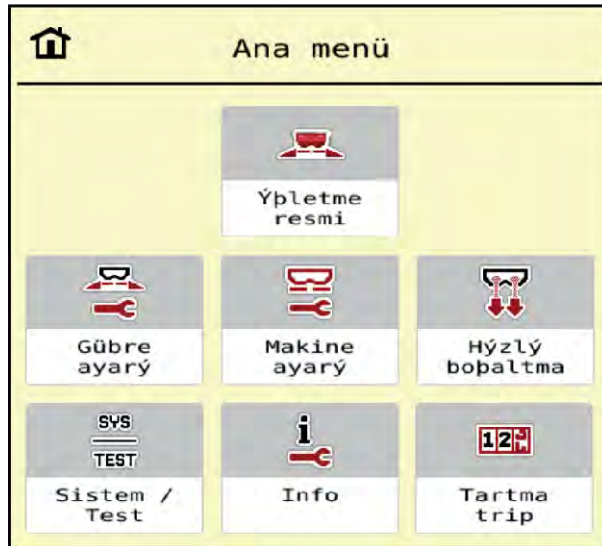 Ana menü
Ýþletme
resmi
Gübre
ayarý
Makine
ayarý
Hýzlý
boþaltma
SYS
TEST
Sistem /
Test
i
Info
12
Tartma
trip